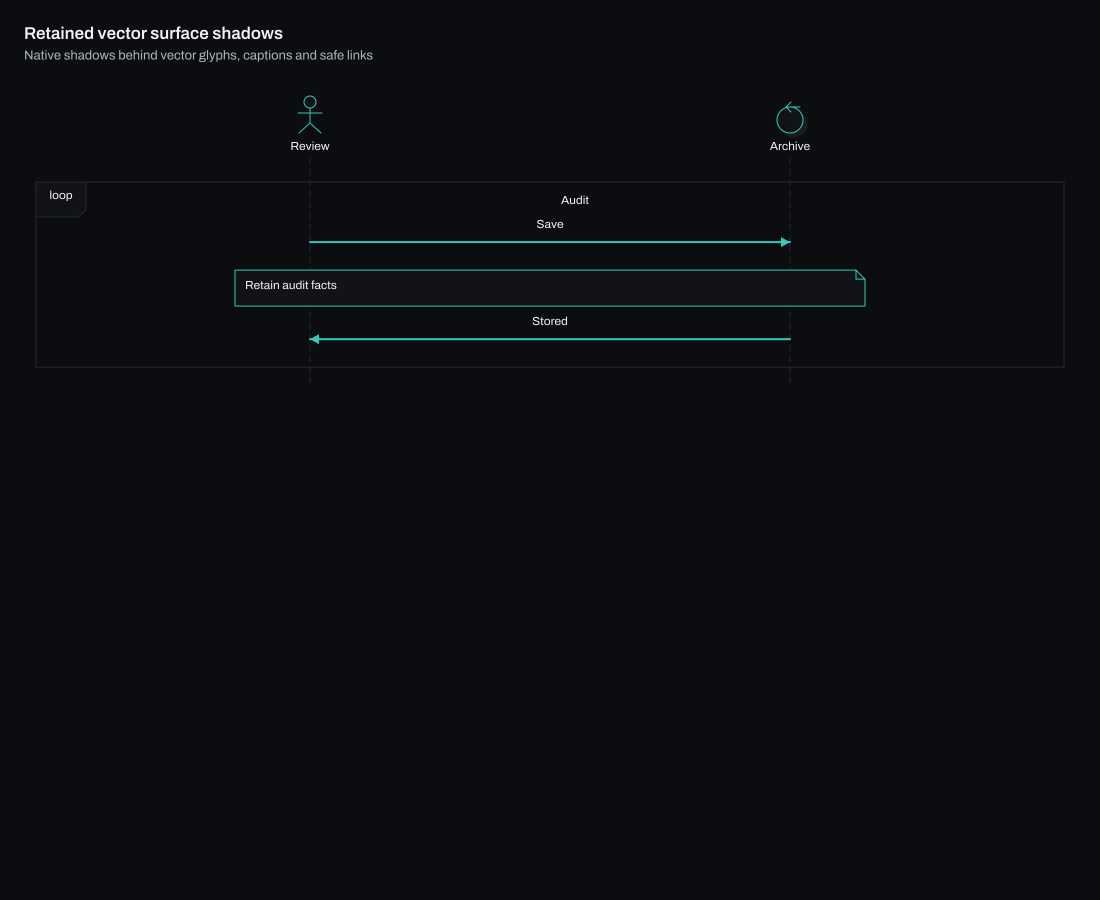 Retained vector surface shadows
Native shadows behind vector glyphs, captions and safe links
Review
Archive
loop
Audit
Save
Retain audit facts
Stored